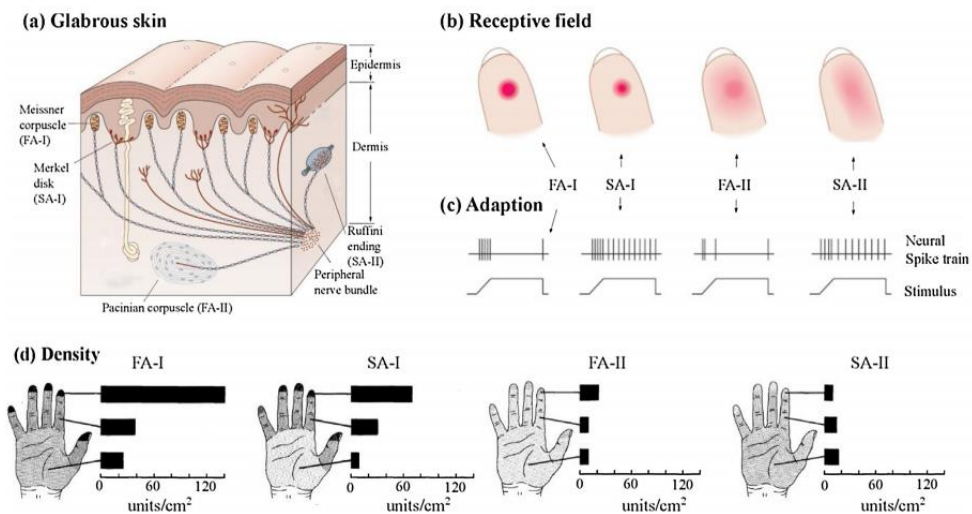 (a) Glabrous skin
Epidermis
Meissner
corpuscle
(FA-I)
Merkel
disk
(SA-I)
Dermis
Ruffini
ending
(SA-II)
Peripheral
nerve bundle
Pacinian corpuscle (FA-II)
(b) Receptive field
FA-I
SA-I
FA-II
SA-II
(c) Adaption
Neural
Spike train
Stimulus
(d) Density
FA-I
SA-I
FA-II
SA-II
0 60 120
units/cm²
0 60 120
units/cm²
0 60 120
units/cm²
0 60 120
units/cm²